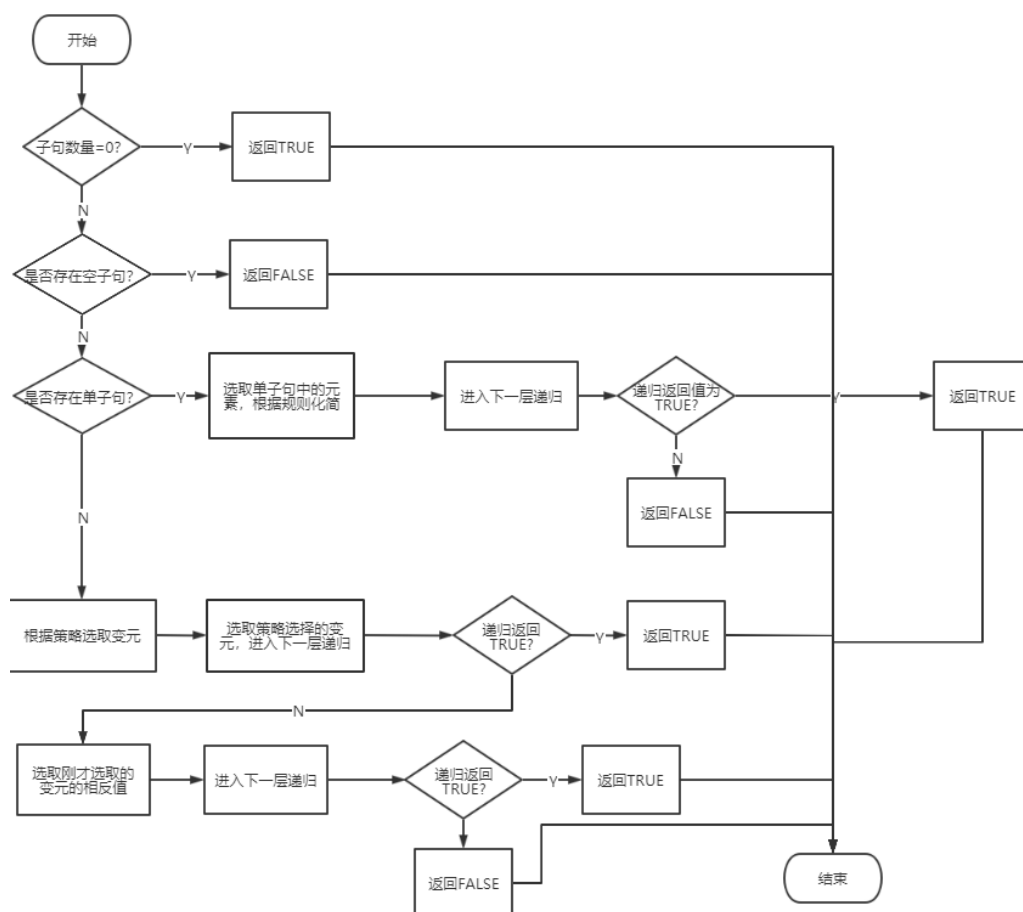 开始
子句数量=0?
Y
返回TRUE
N
是否存在空子句?
Y
返回FALSE
N
是否存在单子句?
Y
选取单子句中的元
素，根据规则化简
进入下一层递归
递归返回值为
TRUE?
Y
返回TRUE
N
返回FALSE
N
根据策略选取变元
选取策略选择的变
元，进入下一层递归
递归返回
TRUE?
Y
返回TRUE
N
选取刚才选取的
变元的相反值
进入下一层递归
递归返回
TRUE?
Y
返回TRUE
返回FALSE
结束